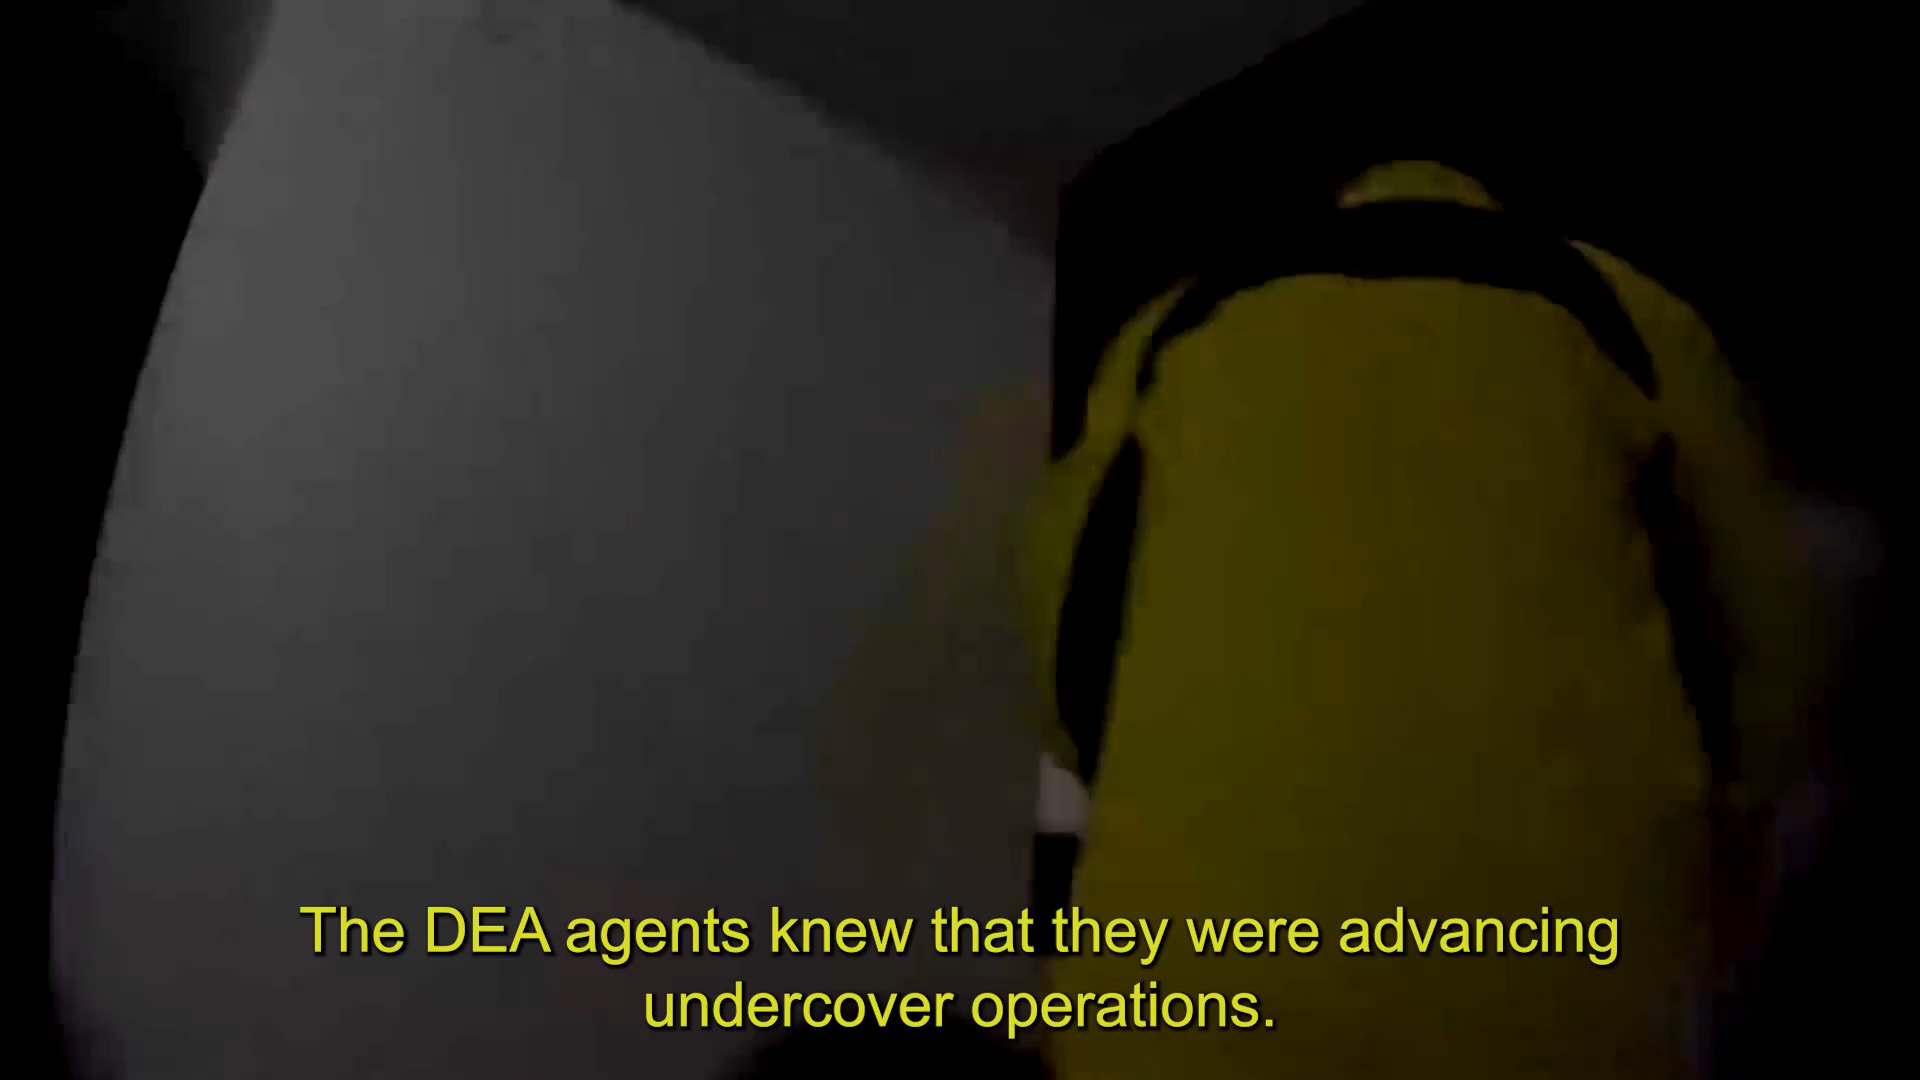 The DEA agents knew that they were advancing
undercover operations.